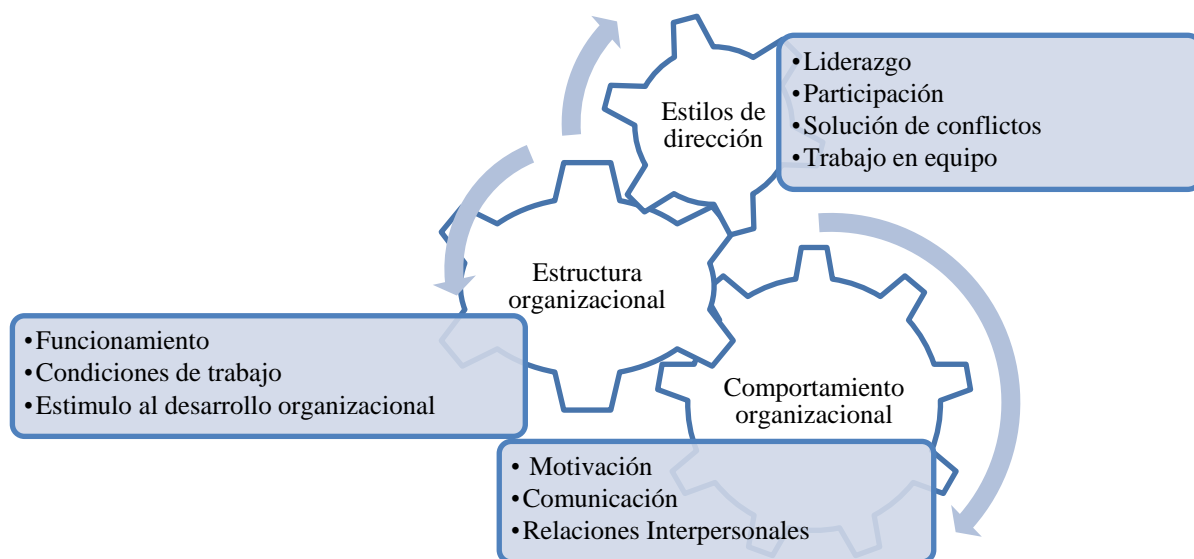 Estilos de
dirección
•Liderazgo
•Participación
•Solución de conflictos
•Trabajo en equipo
Estructura
organizacional
•Funcionamiento
•Condiciones de trabajo
•Estimulo al desarrollo organizacional
Comportamiento
organizacional
• Motivación
•Comunicación
•Relaciones Interpersonales